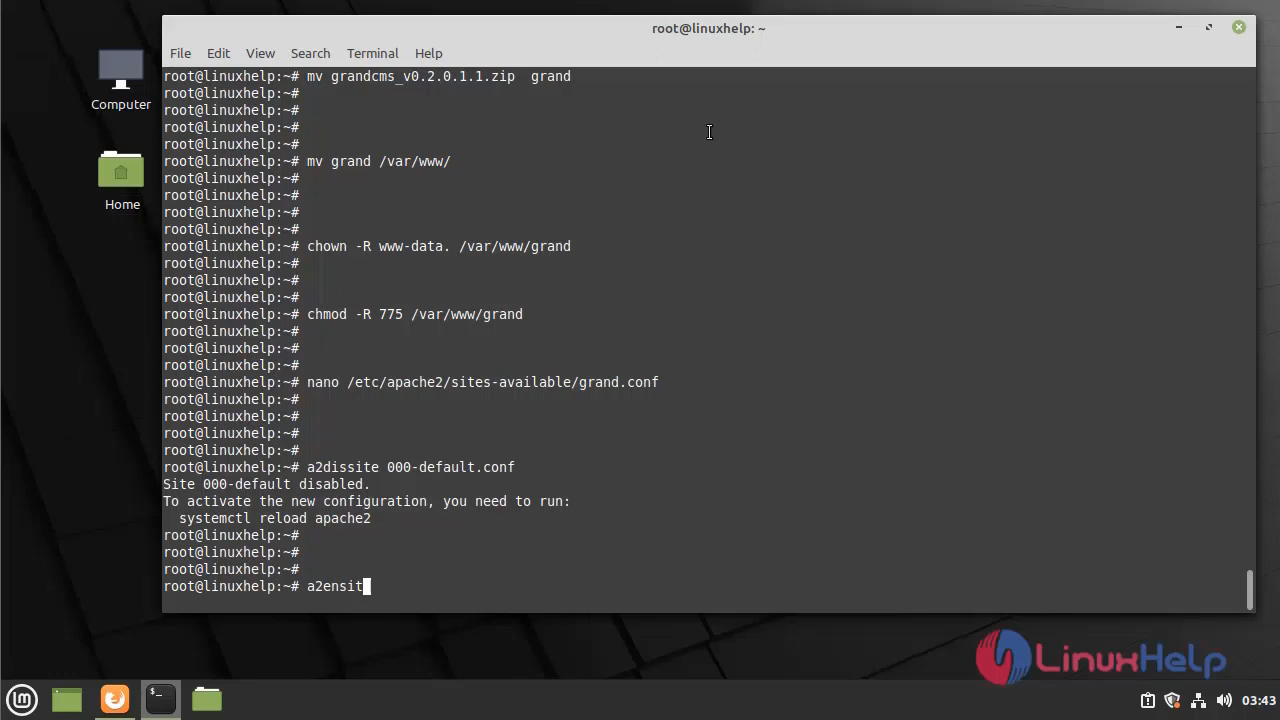 root@linuxhelp: ~
File Edit View Search Terminal Help
root@linuxhelp:~# mv grandcms_v0.2.0.1.1.zip  grand
root@linuxhelp:~#
root@linuxhelp:~#
root@linuxhelp:~#
root@linuxhelp:~#
root@linuxhelp:~# mv grand /var/www/
root@linuxhelp:~#
root@linuxhelp:~#
root@linuxhelp:~#
root@linuxhelp:~#
root@linuxhelp:~# chown -R www-data. /var/www/grand
root@linuxhelp:~#
root@linuxhelp:~#
root@linuxhelp:~#
root@linuxhelp:~# chmod -R 775 /var/www/grand
root@linuxhelp:~#
root@linuxhelp:~#
root@linuxhelp:~#
root@linuxhelp:~# nano /etc/apache2/sites-available/grand.conf
root@linuxhelp:~#
root@linuxhelp:~#
root@linuxhelp:~#
root@linuxhelp:~#
root@linuxhelp:~# a2dissite 000-default.conf
Site 000-default disabled.
To activate the new configuration, you need to run:
  systemctl reload apache2
root@linuxhelp:~#
root@linuxhelp:~#
root@linuxhelp:~#
root@linuxhelp:~# a2ensit
Computer
Home
LinuxHelp
03:43